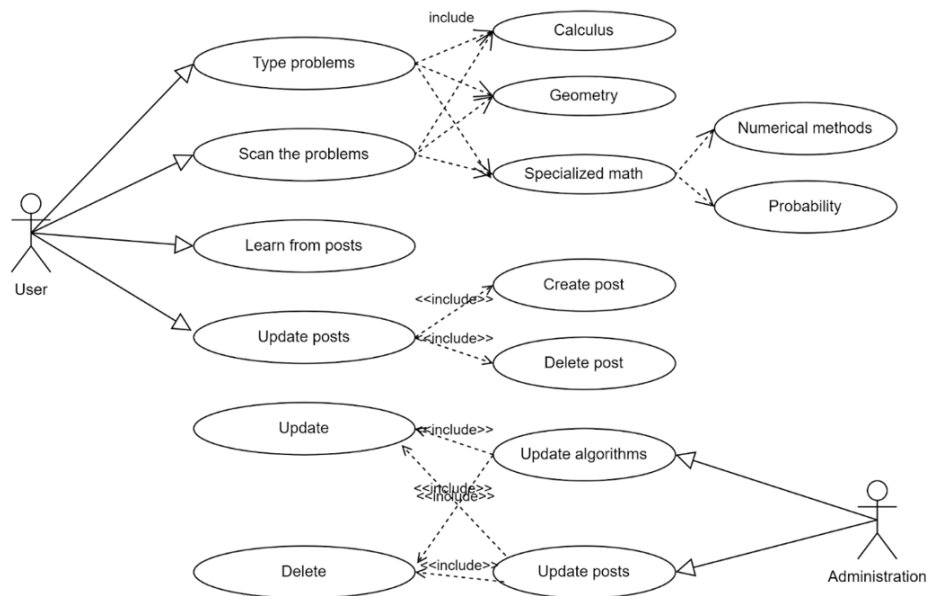 include
Calculus
Type problems
Geometry
Numerical methods
Scan the problems
Specialized math
Probability
Learn from posts
User
Create post
<<include>>
Update posts
<<include>>
Delete post
Update
<<include>>
Update algorithms
<<include>>
<<include>>
Delete
<<include>>
Update posts
Administration